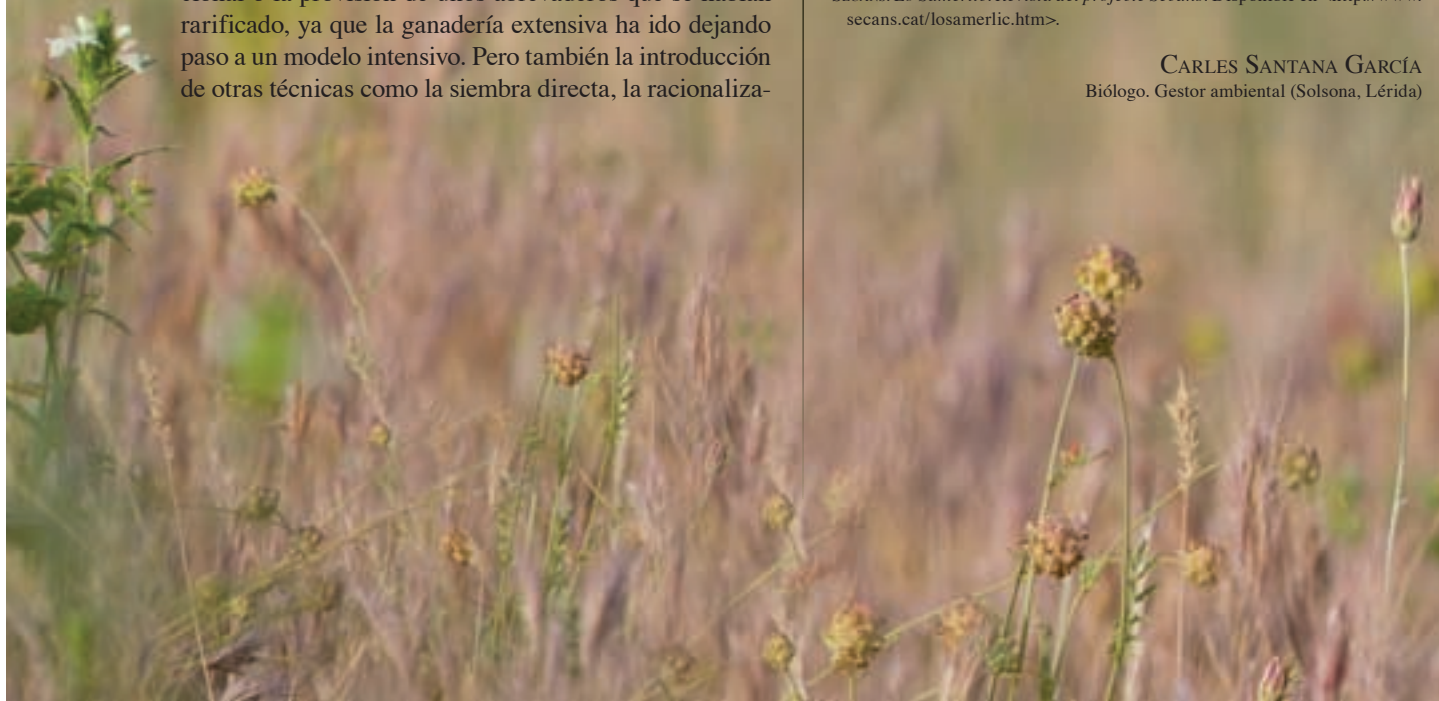 rarificado, ya que la ganadería extensiva ha ido dejando
paso a un modelo intensivo. Pero también la introducción
de otras técnicas como la siembra directa, la racionaliza-
secans.cat/losamerlic.htm>.
CARLES SANTANA GARCÍA
Biólogo. Gestor ambiental (Solsona, Lérida)